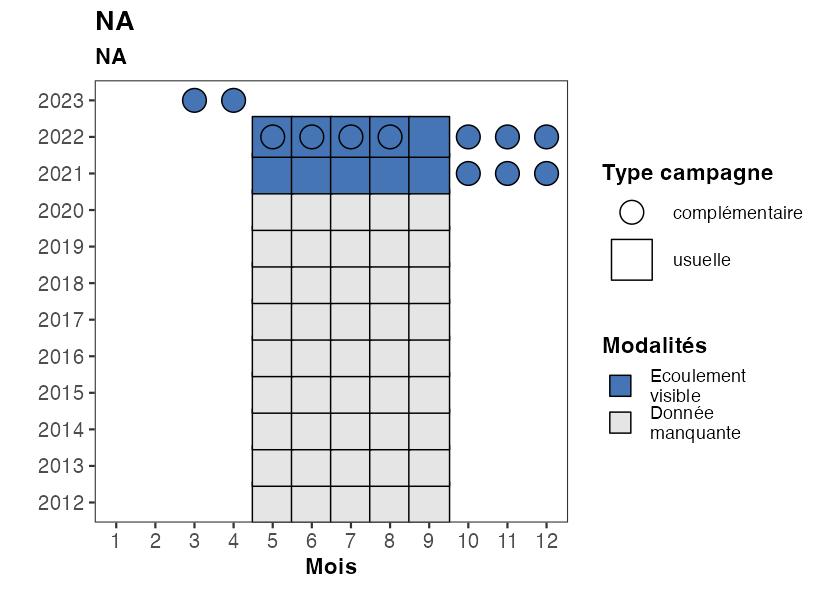 NA
NA
2023
2022
2021
2020
2019
2018
2017
2016
2015
2014
2013
2012
1 2 3 4 5 6 7 8 9 10 11 12
Mois
Type campagne
complémentaire
usuelle
Modalités
Ecoulement
visible
Donnée
manquante